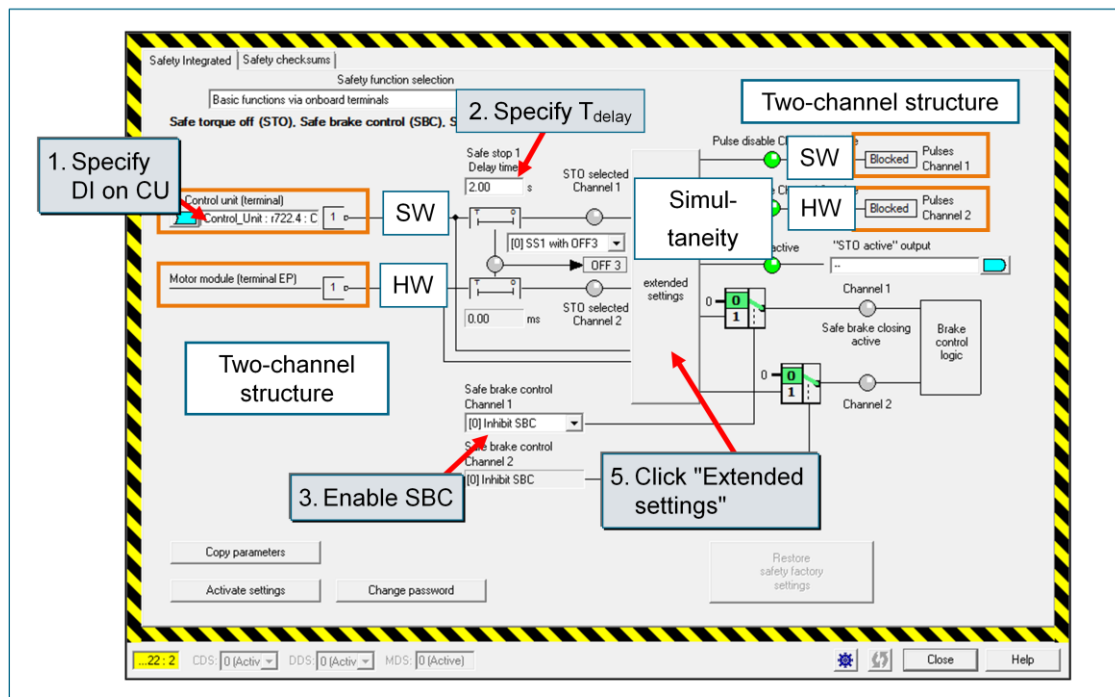 Safety Integrated
Safety checksums
Safety function selection
Basic functions via onboard terminals
Safe torque off (STO), Safe brake control (SBC), S
2. Specify Tdelay
Two-channel structure
1. Specify
DI on CU
Safe stop 1
Delay time
2.00 s
STO selected
Channel 1
Pulse disable C
SW
Blocked
Pulses
Channel 1
Control unit (terminal)
Control_Unit : r722.4 : C
1
SW
T 0
[0] SS1 with OFF3
OFF 3
Simul-
taneity
HW
Blocked
Pulses
Channel 2
active
"STO active" output
--
Motor module (terminal EP)
1
HW
T 0
0.00 ms
STO selected
Channel 2
extended
settings
0
0
1
Channel 1
Safe brake closing
active
Brake
control
logic
Two-channel
structure
0
0
1
Channel 2
Safe brake control
Channel 1
[0] Inhibit SBC
Safe brake control
Channel 2
[0] Inhibit SBC
3. Enable SBC
5. Click "Extended
settings"
Copy parameters
Activate settings
Change password
Restore
safety factory
settings
...22 : 2
CDS: 0 (Activ
DDS: 0 (Activ
MDS: 0 (Active)
Close
Help